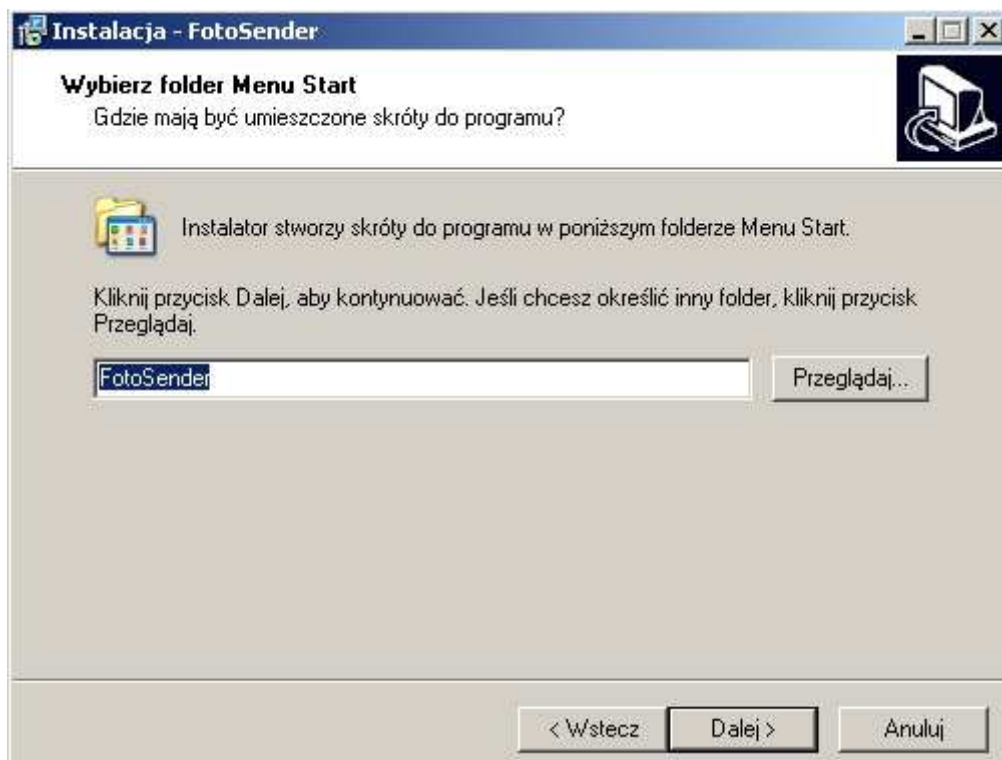 Instalacja - FotoSender
Wybierz folder Menu Start
Gdzie mają być umieszczone skróty do programu?
Instalator stworzy skróty do programu w poniższym folderze Menu Start.
Kliknij przycisk Dalej, aby kontynuować. Jeśli chcesz określić inny folder, kliknij przycisk
Przeglądaj.
FotoSender
Przeglądaj...
< Wstecz
Dalej >
Anuluj